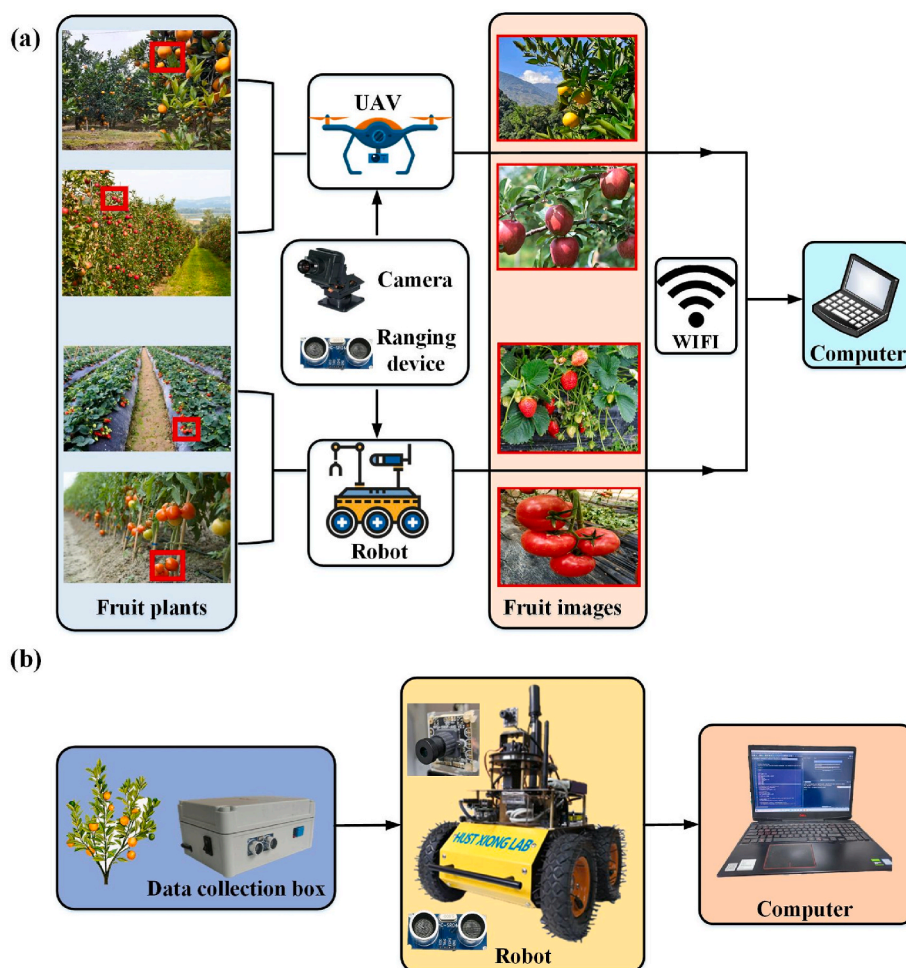 (a)
UAV
Camera
Ranging
device
WIFI
Computer
Robot
Fruit plants
Fruit images
(b)
HUST XIONG LAB
Data collection box
Robot
Computer